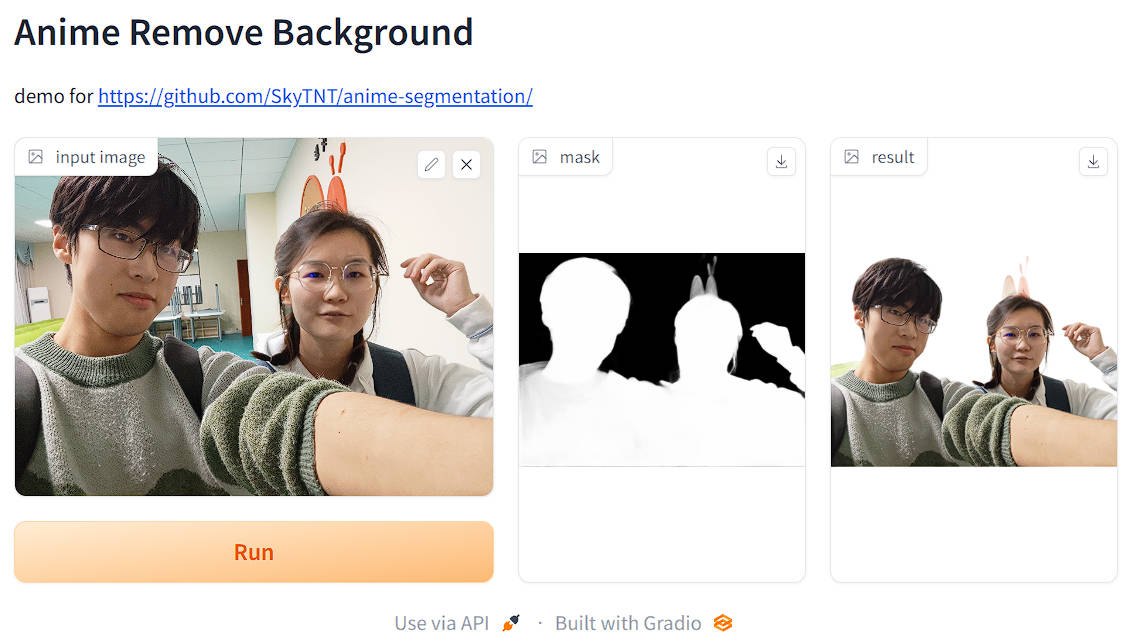 Anime Remove Background
demo for https://github.com/SkyTNT/anime-segmentation/
input image
mask
result
Run
Use via API · Built with Gradio